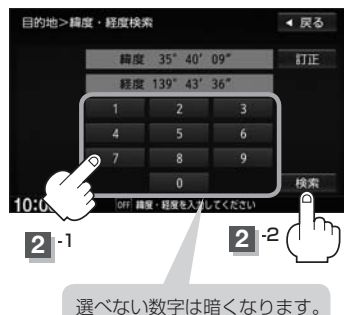 目的地>緯度・経度検索
◀ 戻る
緯度 35° 40′ 09″
訂正
経度 139° 43′ 36″
1 2 3
4 5 6
7 8 9
0
検索
10:0
OFF 緯度・経度を入力してください
2 -1
2 -2
選べない数字は暗くなります。